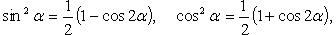 sin² α = 1/2 (1 − cos 2α), cos² α = 1/2 (1 + cos 2α),